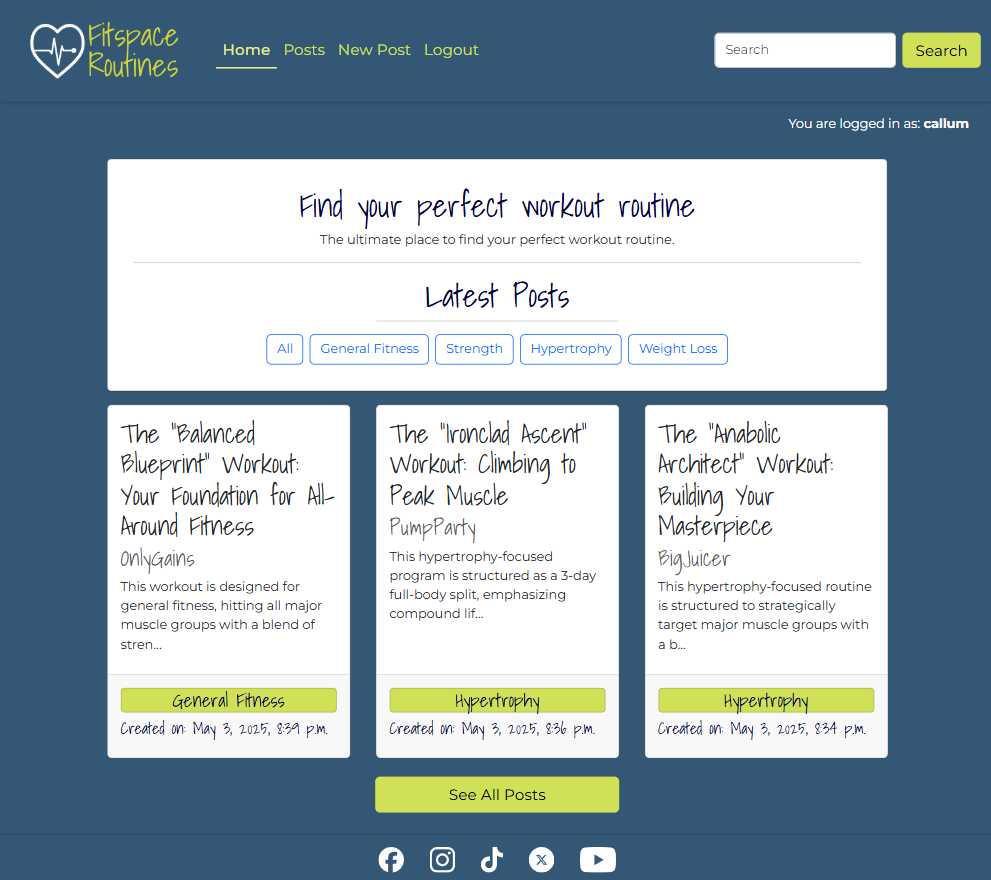 Fitspace
Routines
Home Posts New Post Logout
Search
Search
You are logged in as: callum
Find your perfect workout routine
The ultimate place to find your perfect workout routine.
Latest Posts
All General Fitness Strength Hypertrophy Weight Loss
The "Balanced
Blueprint" Workout:
Your Foundation for All-
Around Fitness
OnlyGains
This workout is designed for
general fitness, hitting all major
muscle groups with a blend of
stren...
General Fitness
Created on: May 3, 2025, 8:39 p.m.
The "Ironclad Ascent"
Workout: Climbing to
Peak Muscle
PumpParty
This hypertrophy-focused
program is structured as a 3-day
full-body split, emphasizing
compound lif...
Hypertrophy
Created on: May 3, 2025, 8:36 p.m.
The "Anabolic
Architect" Workout:
Building Your
Masterpiece
BigJuicer
This hypertrophy-focused routine
is structured to strategically
target major muscle groups with
a b...
Hypertrophy
Created on: May 3, 2025, 8:34 p.m.
See All Posts